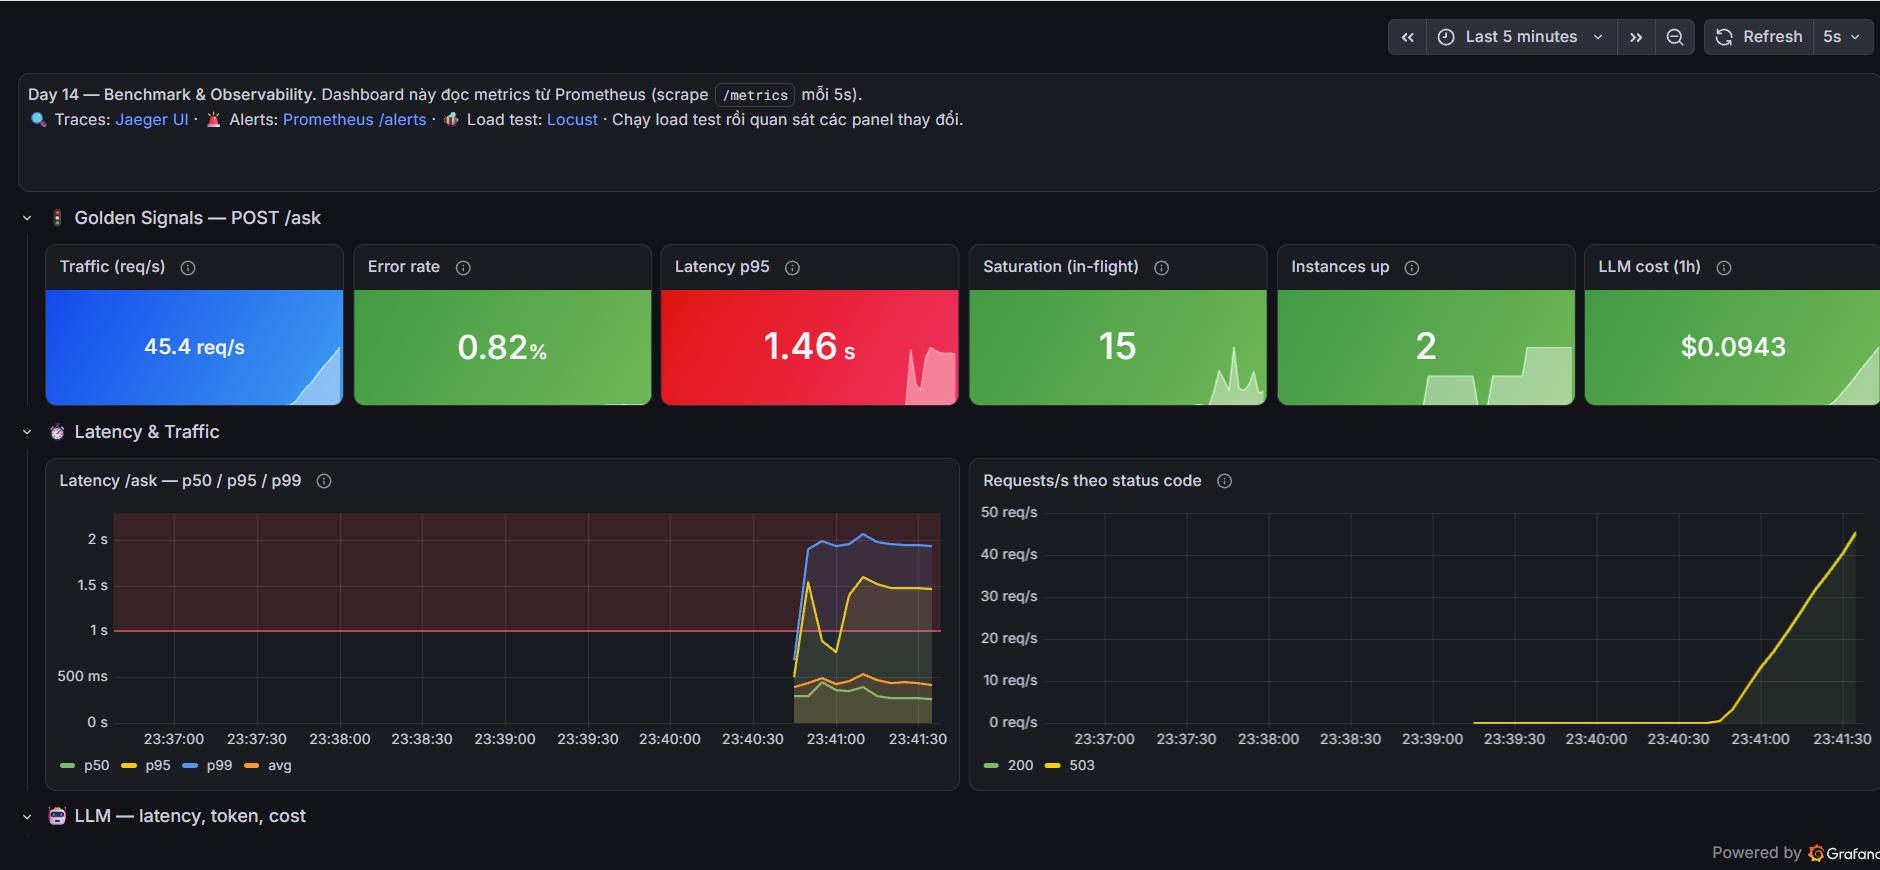 Last 5 minutes
Refresh
5s
Day 14 — Benchmark & Observability. Dashboard này đọc metrics từ Prometheus (scrape /metrics mỗi 5s).
🔍 Traces: Jaeger UI · 🚨 Alerts: Prometheus /alerts · 🐝 Load test: Locust · Chạy load test rồi quan sát các panel thay đổi.
🚦 Golden Signals — POST /ask
Traffic (req/s)
Error rate
Latency p95
Saturation (in-flight)
Instances up
LLM cost (1h)
45.4 req/s
0.82%
1.46 s
15
2
$0.0943
⏱️ Latency & Traffic
Latency /ask — p50 / p95 / p99
2 s
1.5 s
1 s
500 ms
0 s
23:37:00 23:37:30 23:38:00 23:38:30 23:39:00 23:39:30 23:40:00 23:40:30 23:41:00 23:41:30
p50 p95 p99 avg
Requests/s theo status code
50 req/s
40 req/s
30 req/s
20 req/s
10 req/s
0 req/s
23:37:00 23:37:30 23:38:00 23:38:30 23:39:00 23:39:30 23:40:00 23:40:30 23:41:00 23:41:30
200 503
🤖 LLM — latency, token, cost
Powered by Grafana